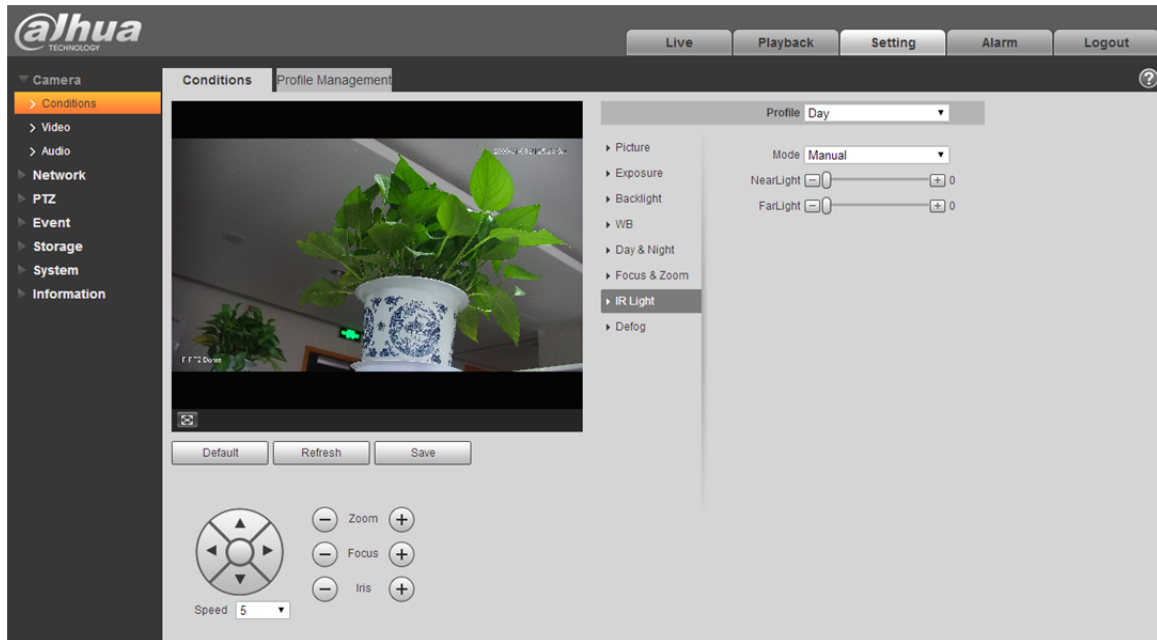 alhua
TECHNOLOGY
Live
Playback
Setting
Alarm
Logout
Camera
Conditions
Video
Audio
Network
PTZ
Event
Storage
System
Information
Conditions
Profile Management
?
Profile Day
Picture
Exposure
Backlight
WB
Day & Night
Focus & Zoom
IR Light
Defog
Mode Manual
NearLight 0
FarLight 0
Default
Refresh
Save
Zoom
Focus
Iris
Speed 5